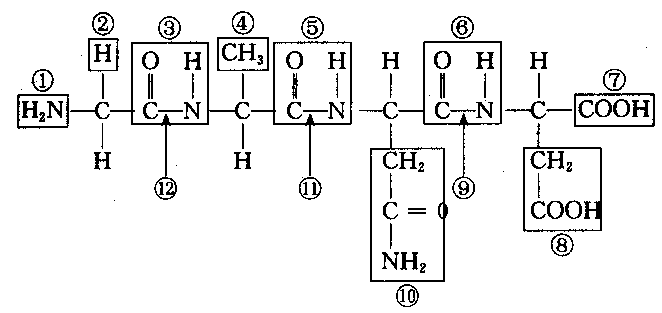 ② ③ ④ ⑤ ⑥
H O H CH₃ O H H O H H
① ⑦
H₂N—C—C—N—C—C—N—C—C—N—C—COOH
H H CH₂ CH₂
⑫ ⑪ ⑨
C = O COOH
NH₂ ⑧
⑩